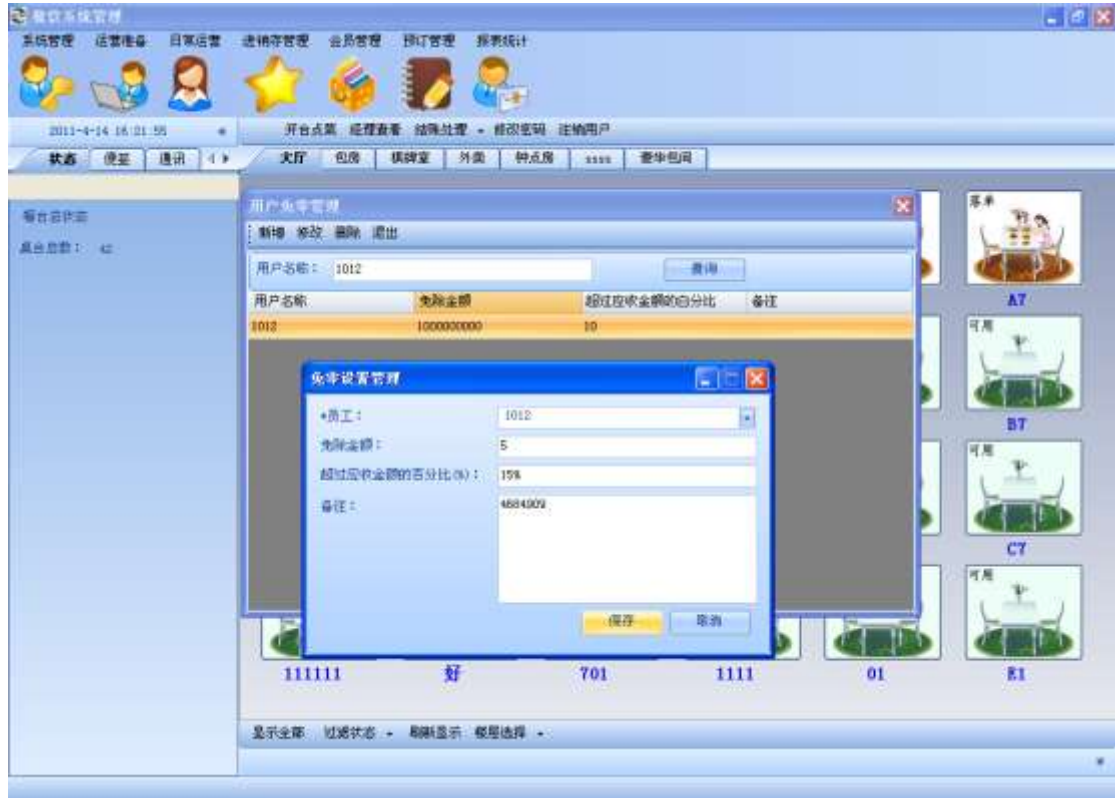 餐饮系统管理
系统管理 运营准备 日常运营 进销存管理 会员管理 预订管理 报表统计
2011-4-14 16:21:55
开台点菜 经理查看 结账处理 修改密码 注销用户
状态 便签 通讯
大厅 包房 棋牌室 外卖 钟点房 ssss 豪华包间
餐台总状态
桌台总数： 42
用户免零管理
新增 修改 删除 退出
用户名称： 1012 查询
用户名称 免除金额 超过应收金额的百分比 备注
1012 1000000000 10
免零设置管理
*员工： 1012
免除金额： 5
超过应收金额的百分比(%)： 15%
备注：
保存 取消
落单
A7
可用
B7
可用
C7
可用
111111 好 701 1111 01 E1
显示全部 过滤状态 刷新显示 楼层选择